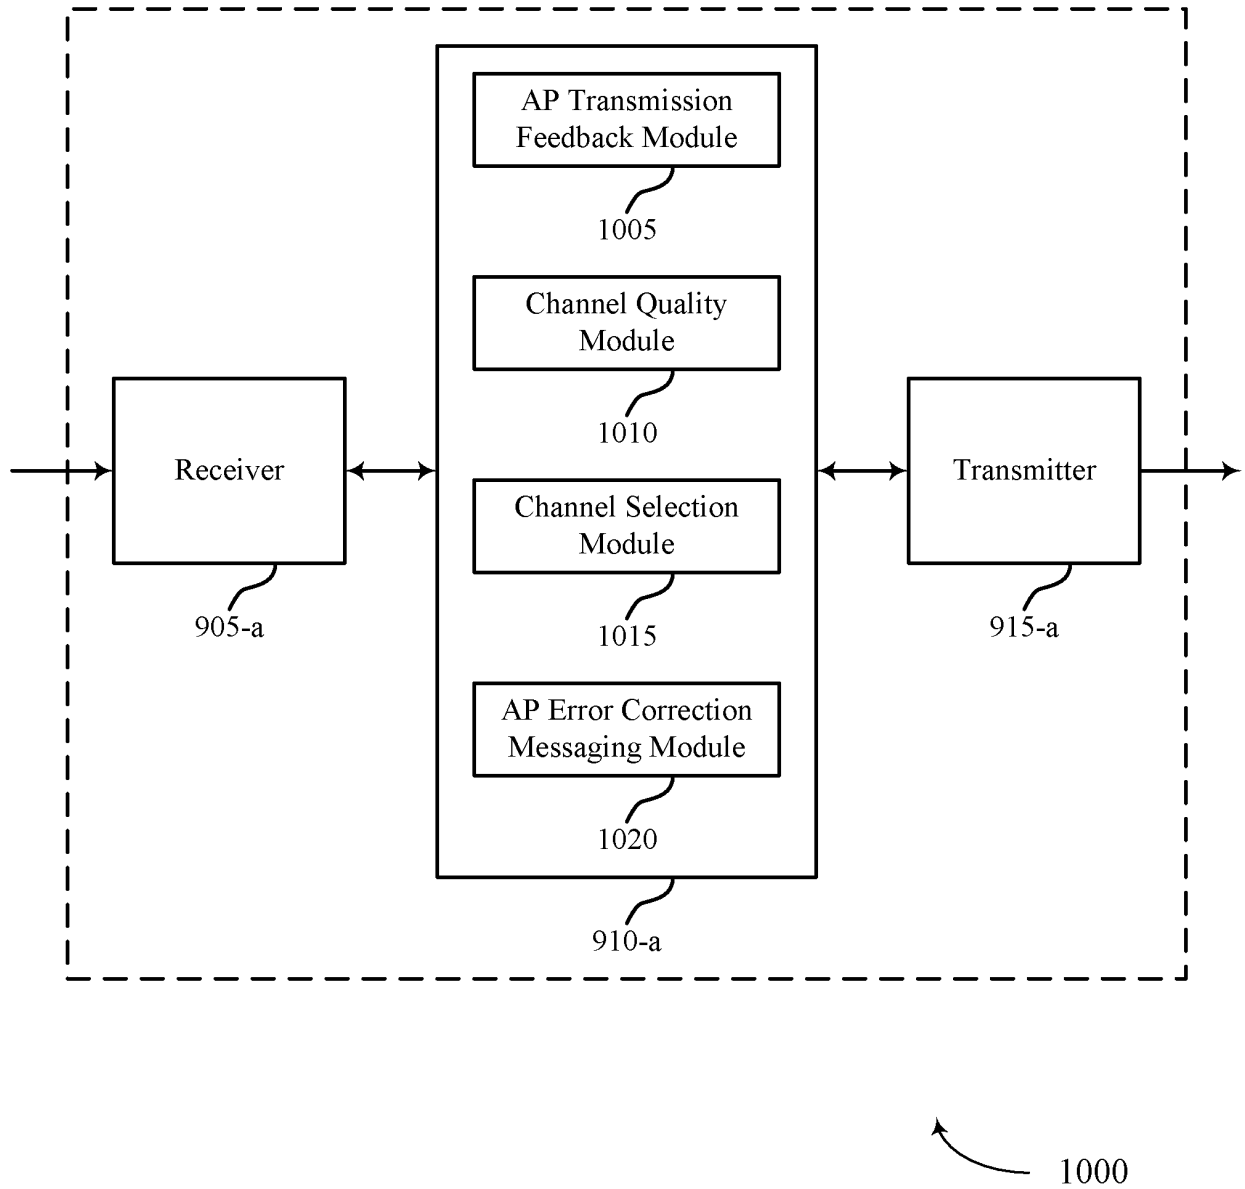 AP Transmission
Feedback Module
1005
Channel Quality
Module
1010
Receiver
905-a
Channel Selection
Module
1015
Transmitter
915-a
AP Error Correction
Messaging Module
1020
910-a
1000